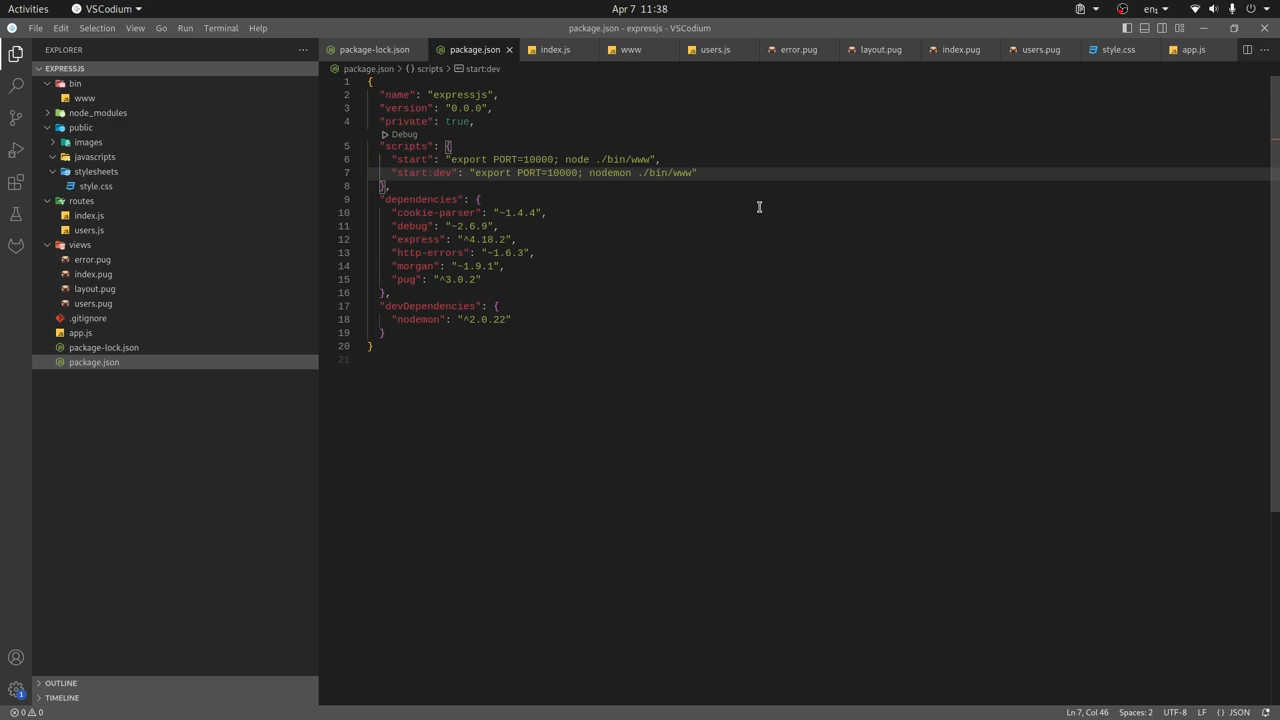 Activities
VSCodium
Apr 7 11:38
en₁
File Edit Selection View Go Run Terminal Help
package.json - expressjs - VSCodium
EXPLORER
EXPRESSJS
bin
www
node_modules
public
images
javascripts
stylesheets
style.css
routes
index.js
users.js
views
error.pug
index.pug
layout.pug
users.pug
.gitignore
app.js
package-lock.json
package.json
OUTLINE
TIMELINE
package-lock.json package.json index.js www users.js error.pug layout.pug index.pug users.pug style.css app.js
package.json > {} scripts > start:dev
1 {
2 "name": "expressjs",
3 "version": "0.0.0",
4 "private": true,
Debug
5 "scripts": {
6 "start": "export PORT=10000; node ./bin/www",
7 "start:dev": "export PORT=10000; nodemon ./bin/www"
8 },
9 "dependencies": {
10 "cookie-parser": "~1.4.4",
11 "debug": "~2.6.9",
12 "express": "^4.18.2",
13 "http-errors": "~1.6.3",
14 "morgan": "~1.9.1",
15 "pug": "^3.0.2"
16 },
17 "devDependencies": {
18 "nodemon": "^2.0.22"
19 }
20 }
21
1
0 0
Ln 7, Col 46 Spaces: 2 UTF-8 LF {} JSON